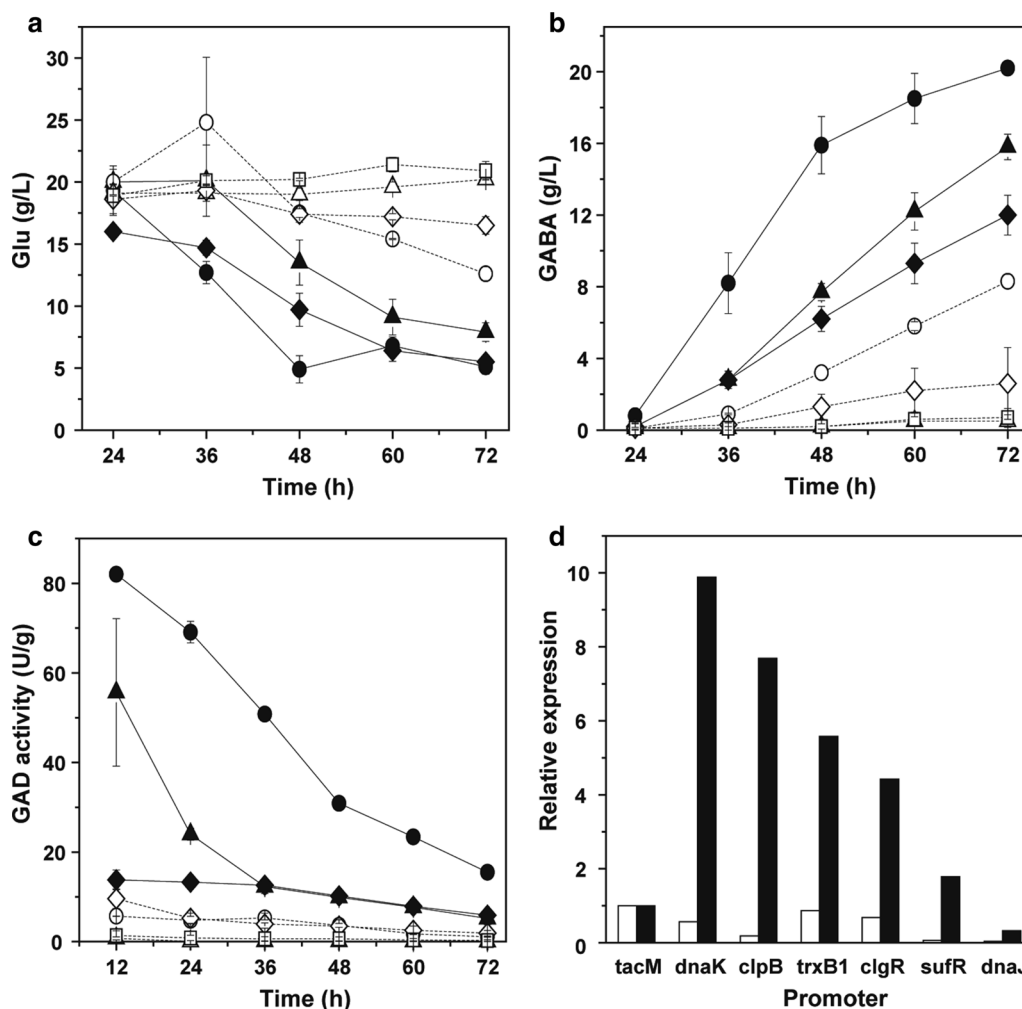 a
Glu (g/L)
30
25
20
15
10
5
0
24 36 48 60 72
Time (h)
b
GABA (g/L)
20
16
12
8
4
0
24 36 48 60 72
Time (h)
c
GAD activity (U/g)
80
60
40
20
0
12 24 36 48 60 72
Time (h)
d
Relative expression
10
8
6
4
2
0
tacM dnaK clpB trxB1 clgR sufR dnaJ
Promoter